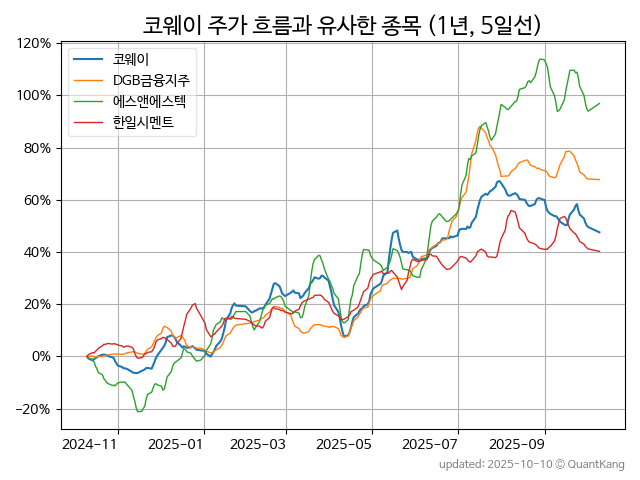 코웨이 주가 흐름과 유사한 종목 (1년, 5일선)
120%
100%
80%
60%
40%
20%
0%
−20%
코웨이
DGB금융지주
에스앤에스텍
한일시멘트
2024-11
2025-01
2025-03
2025-05
2025-07
2025-09
updated: 2025-10-10 © QuantKang